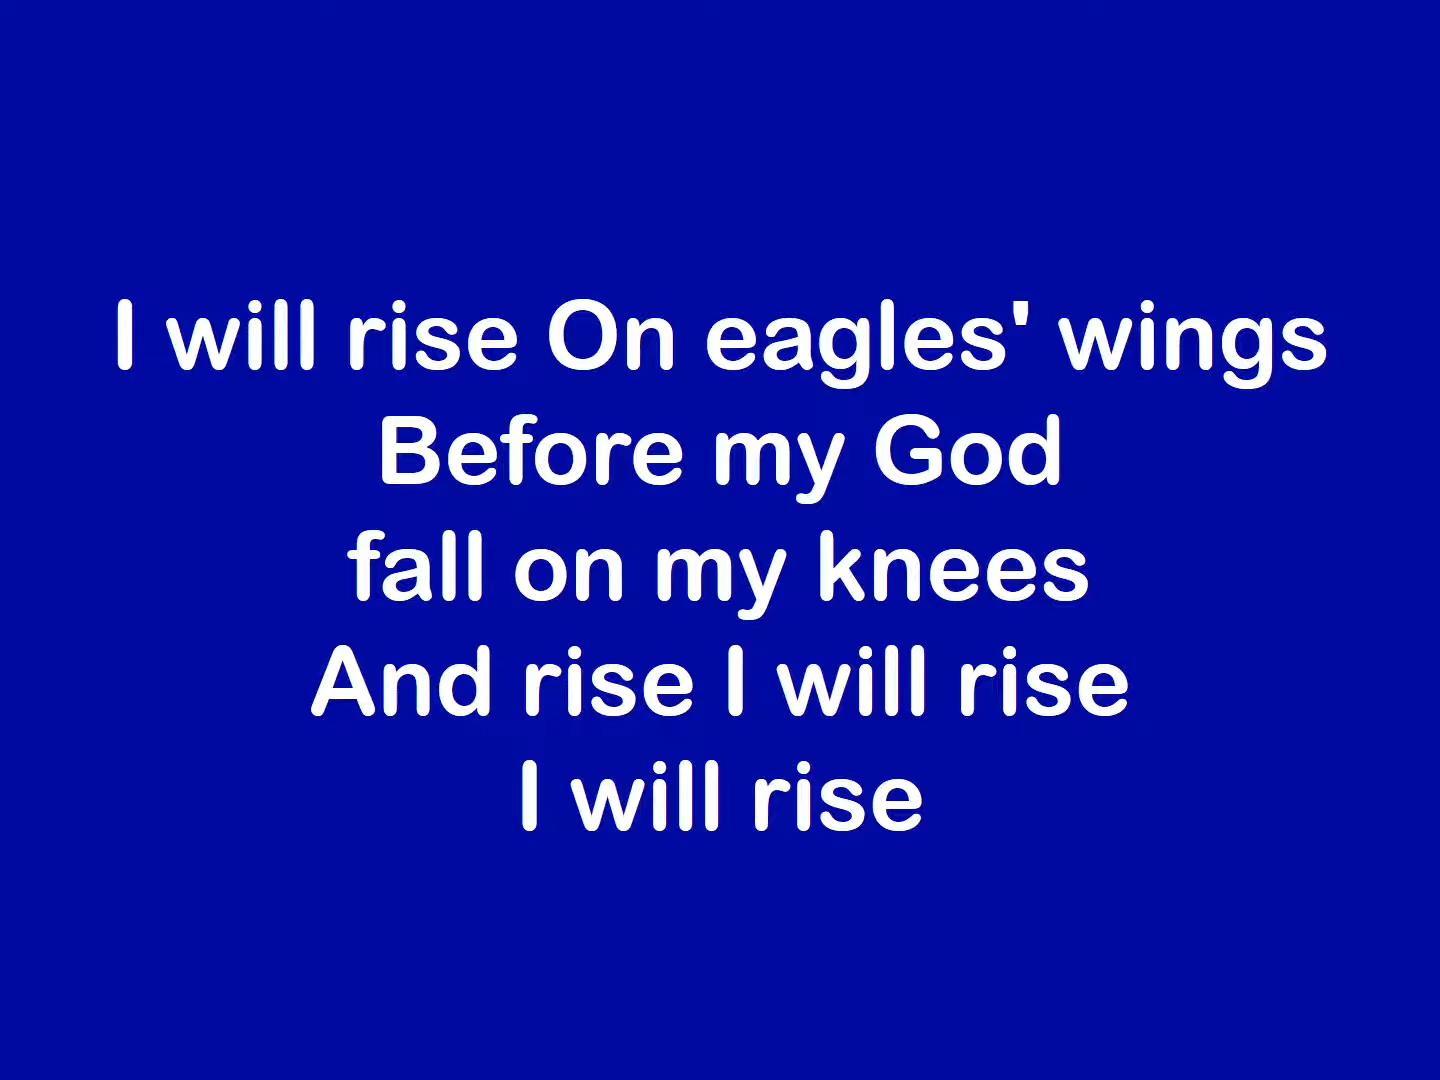 I will rise On eagles' wings
Before my God
fall on my knees
And rise I will rise
I will rise